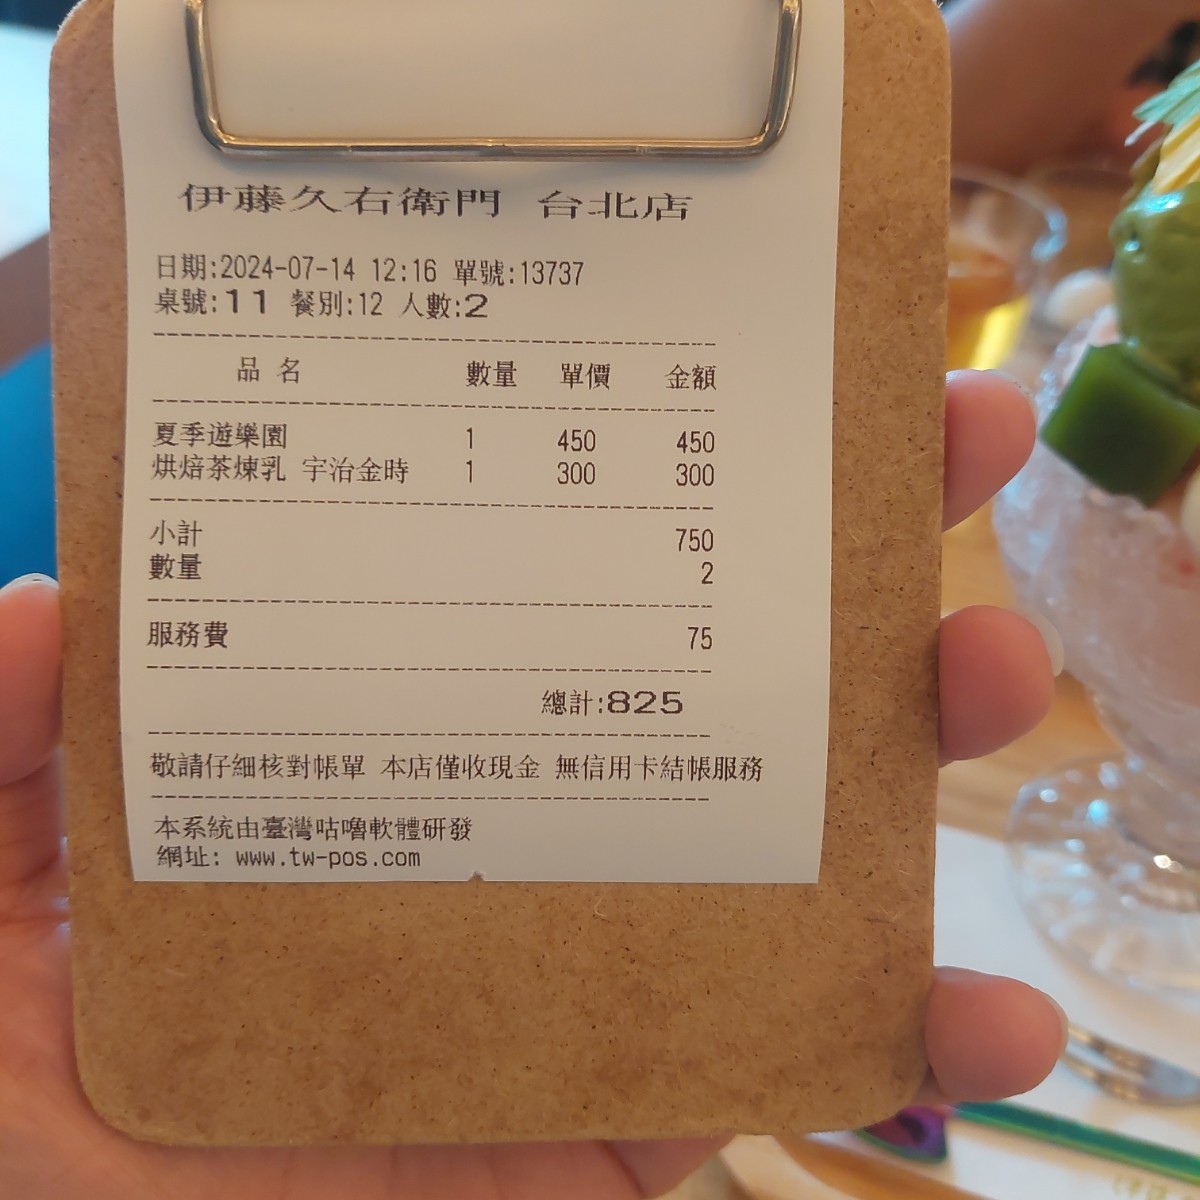 伊藤久右衛門 台北店
日期:2024-07-14 12:16 單號:13737
桌號:11 餐別:12 人數:2
品 名 數量 單價 金額
夏季遊樂園 1 450 450
烘焙茶煉乳 宇治金時 1 300 300
小計 750
數量 2
服務費 75
總計:825
敬請仔細核對帳單 本店僅收現金 無信用卡結帳服務
本系統由臺灣咕嚕軟體研發
網址: www.tw-pos.com